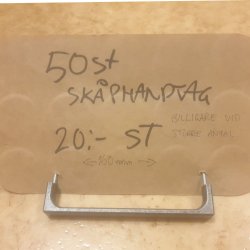 50st
SKÅPHANDTAG
20:- ST
BILLIGARE VID
STÖRRE ANTAL
160mm